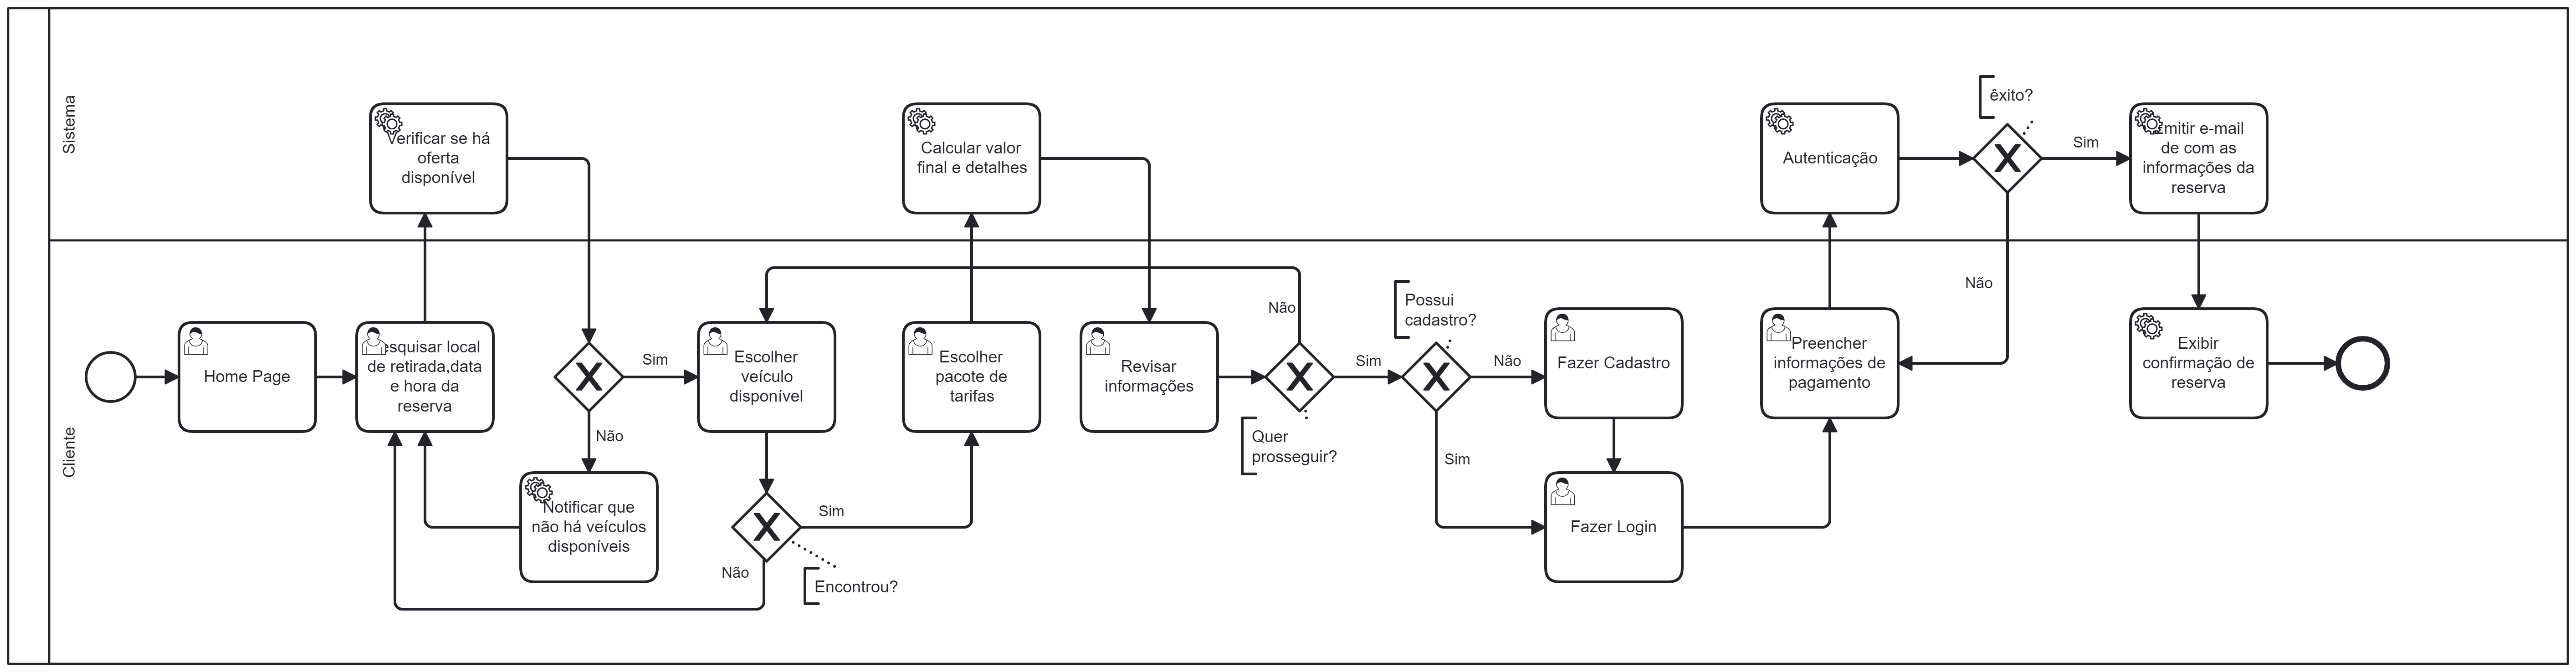 Sistema
Cliente
Verificar se há
oferta
disponível
Calcular valor
final e detalhes
Autenticação
êxito?
Sim
Emitir e-mail
de com as
informações da
reserva
Não
Home Page
Pesquisar local
de retirada,data
e hora da
reserva
Sim
Não
Notificar que
não há veículos
disponíveis
Escolher
veículo
disponível
Sim
Não
Encontrou?
Escolher
pacote de
tarifas
Revisar
informações
Não
Sim
Quer
prosseguir?
Possui
cadastro?
Não
Sim
Fazer Cadastro
Fazer Login
Preencher
informações de
pagamento
Exibir
confirmação de
reserva